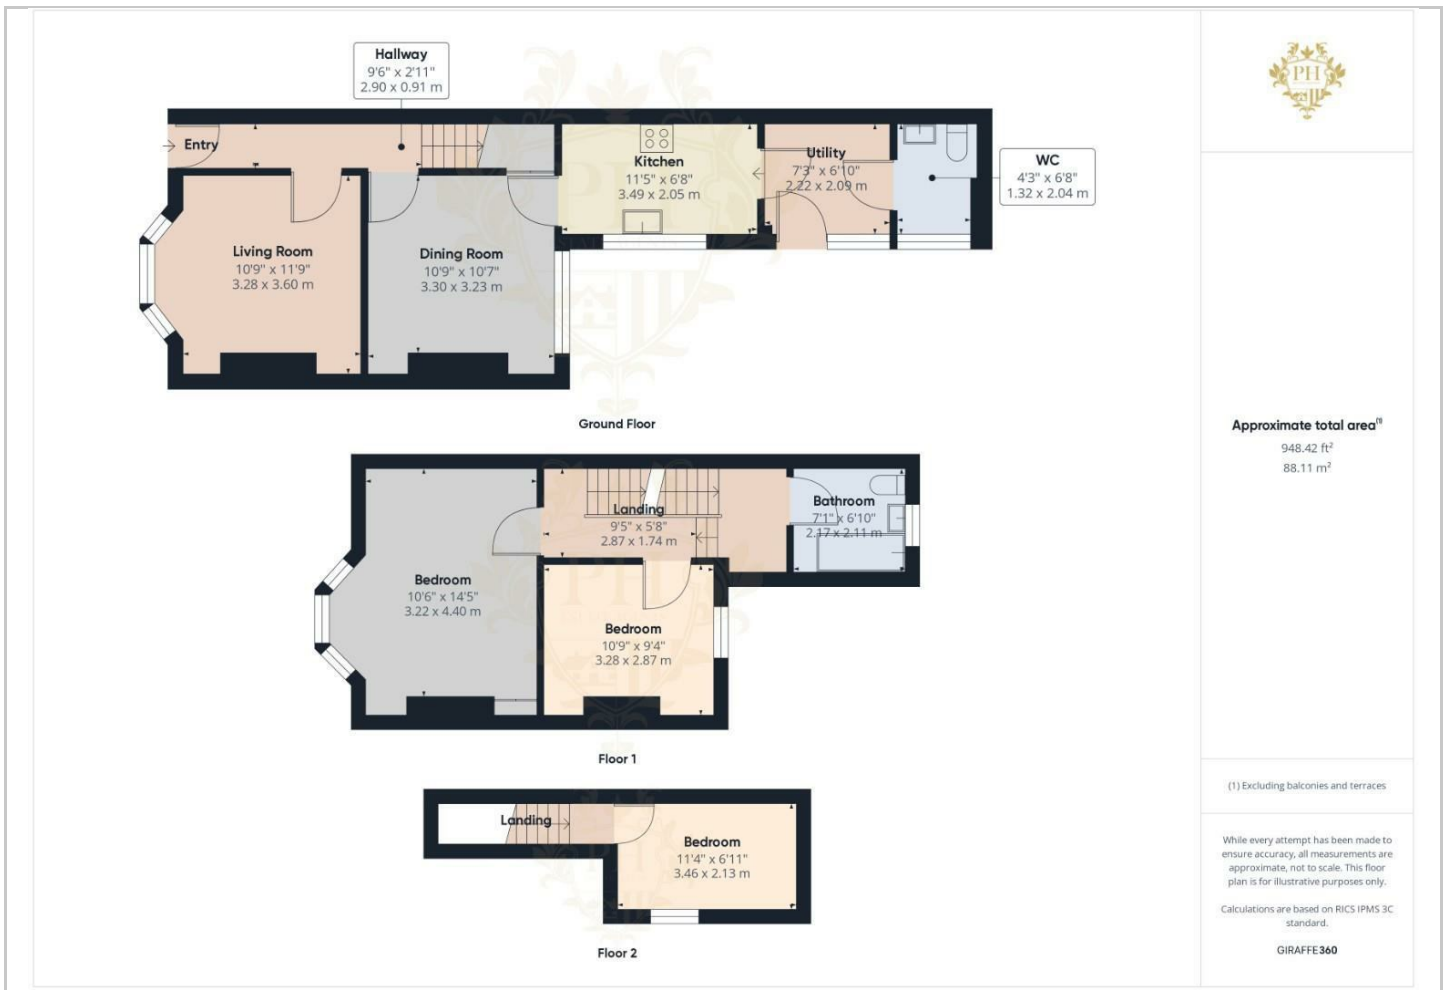 Hallway
9'6" x 2'11"
2.90 x 0.91 m
Entry
Kitchen
11'5" x 6'8"
3.49 x 2.05 m
Utility
7'3" x 6'10"
2.22 x 2.09 m
WC
4'3" x 6'8"
1.32 x 2.04 m
Living Room
10'9" x 11'9"
3.28 x 3.60 m
Dining Room
10'9" x 10'7"
3.30 x 3.23 m
Ground Floor
Landing
9'5" x 5'8"
2.87 x 1.74 m
Bathroom
7'1" x 6'10"
2.17 x 2.11 m
Bedroom
10'6" x 14'5"
3.22 x 4.40 m
Bedroom
10'9" x 9'4"
3.28 x 2.87 m
Floor 1
Landing
Bedroom
11'4" x 6'11"
3.46 x 2.13 m
Floor 2
PH
Approximate total area(1)
948.42 ft²
88.11 m²
(1) Excluding balconies and terraces
While every attempt has been made to
ensure accuracy, all measurements are
approximate, not to scale. This floor
plan is for illustrative purposes only.
Calculations are based on RICS IPMS 3C
standard.
GIRAFFE360